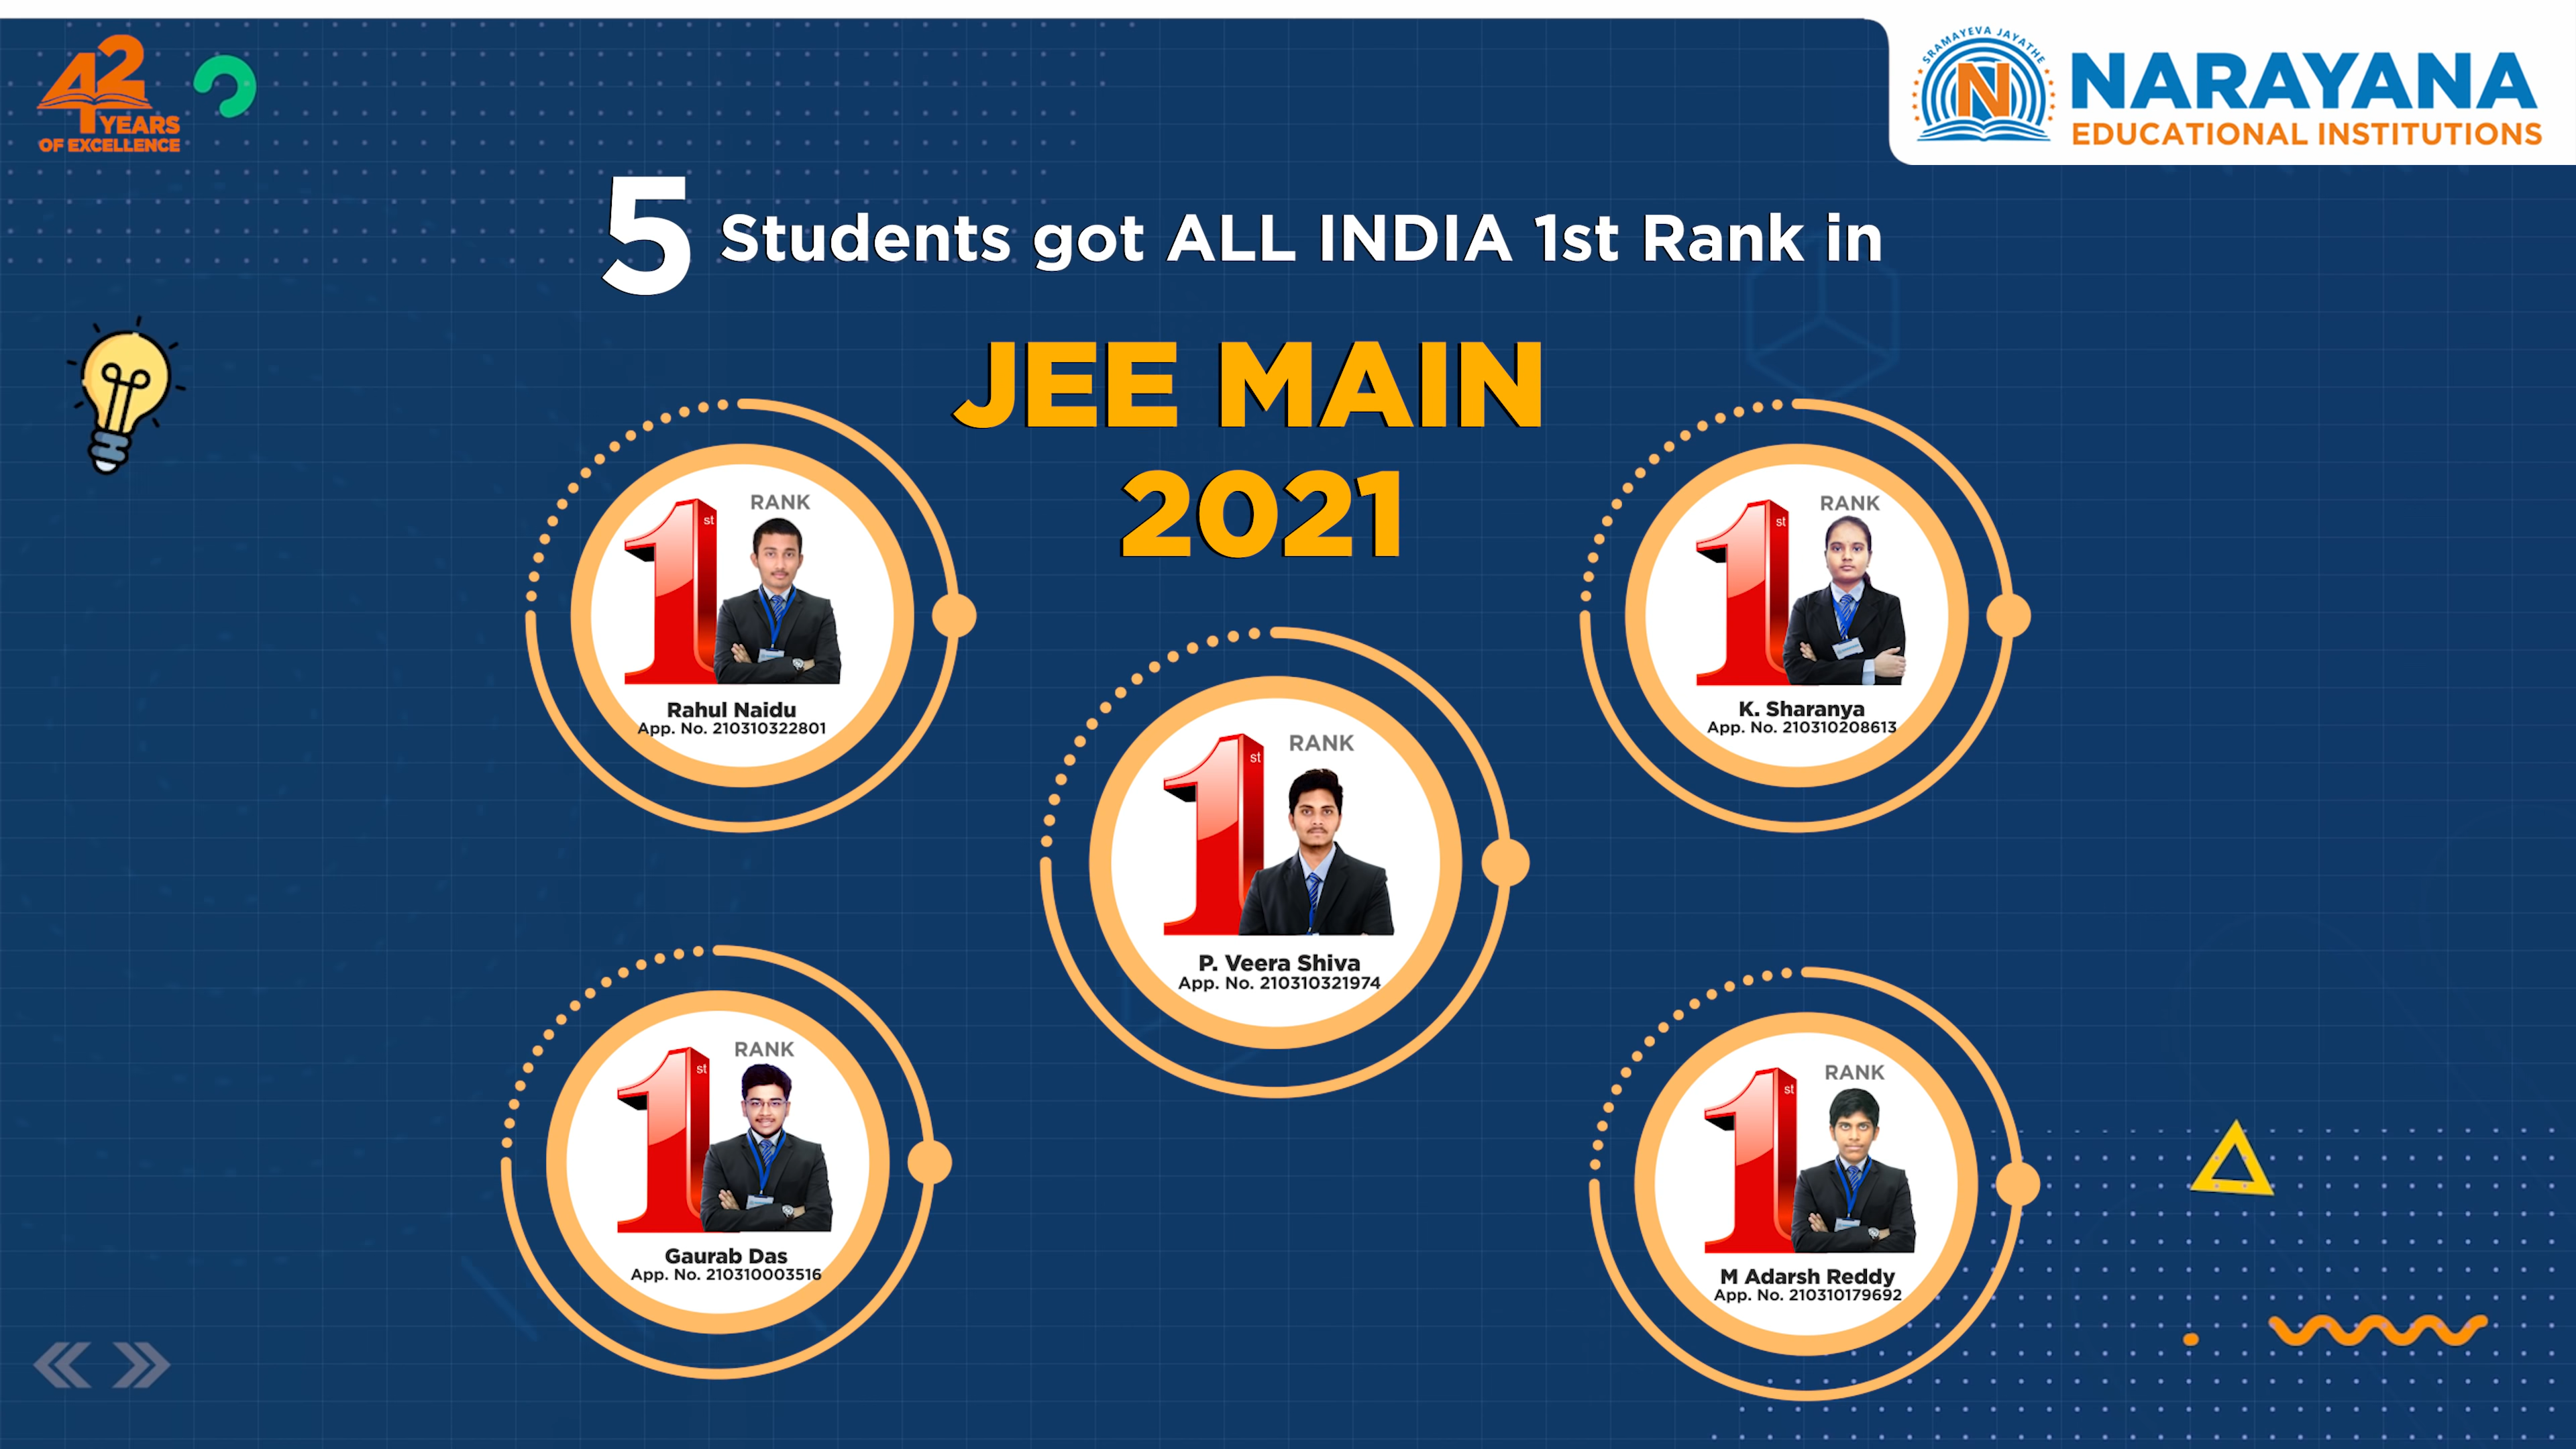 42
YEARS
OF EXCELLENCE
SRAMAYEVA JAYATHE
N
NARAYANA
EDUCATIONAL INSTITUTIONS
5 Students got ALL INDIA 1st Rank in
JEE MAIN
2021
1st RANK
Rahul Naidu
App. No. 210310322801
1st RANK
K. Sharanya
App. No. 210310208613
1st RANK
P. Veera Shiva
App. No. 210310321974
1st RANK
Gaurab Das
App. No. 210310003516
1st RANK
M Adarsh Reddy
App. No. 210310179692